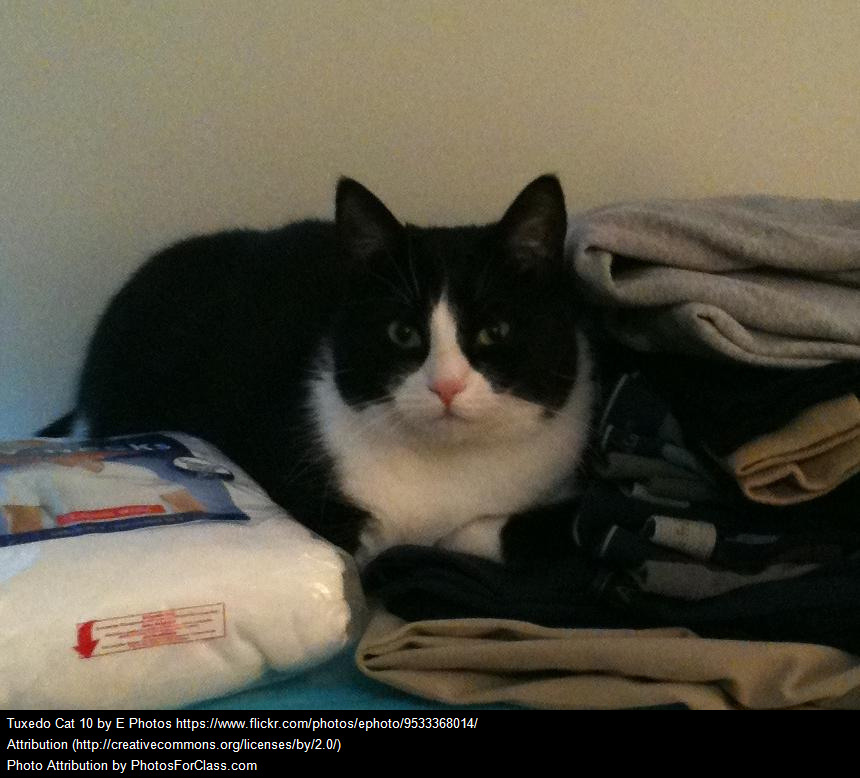 Tuxedo Cat 10 by E Photos https://www.flickr.com/photos/ephoto/9533368014/
Attribution (http://creativecommons.org/licenses/by/2.0/)
Photo Attribution by PhotosForClass.com